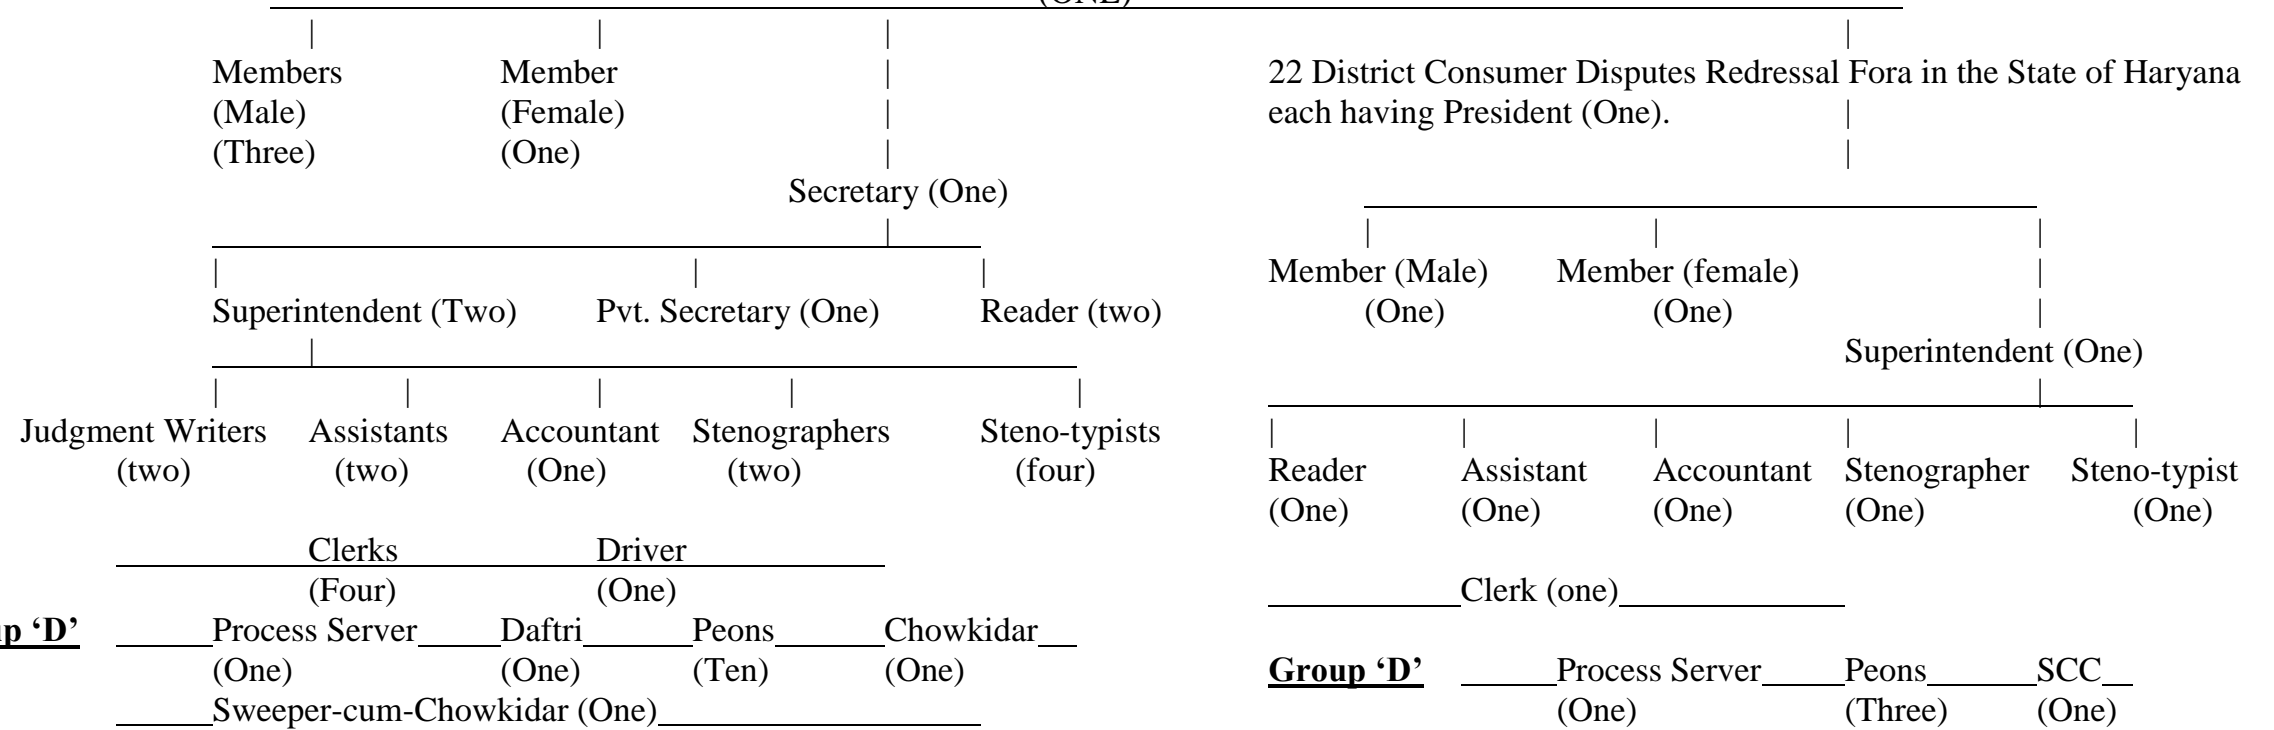 (ONE)
Members Member 22 District Consumer Disputes Redressal Fora in the State of Haryana
(Male) (Female) each having President (One).
(Three) (One)
Secretary (One)
Member (Male) Member (female)
Superintendent (Two) Pvt. Secretary (One) Reader (two) (One) (One)
Superintendent (One)
Judgment Writers Assistants Accountant Stenographers Steno-typists
(two) (two) (One) (two) (four) Reader Assistant Accountant Stenographer Steno-typist
(One) (One) (One) (One) (One)
Clerks Driver
(Four) (One) Clerk (one)
p ‘D’ Process Server Daftri Peons Chowkidar
(One) (One) (Ten) (One) Group ‘D’ Process Server Peons SCC
Sweeper-cum-Chowkidar (One) (One) (Three) (One)